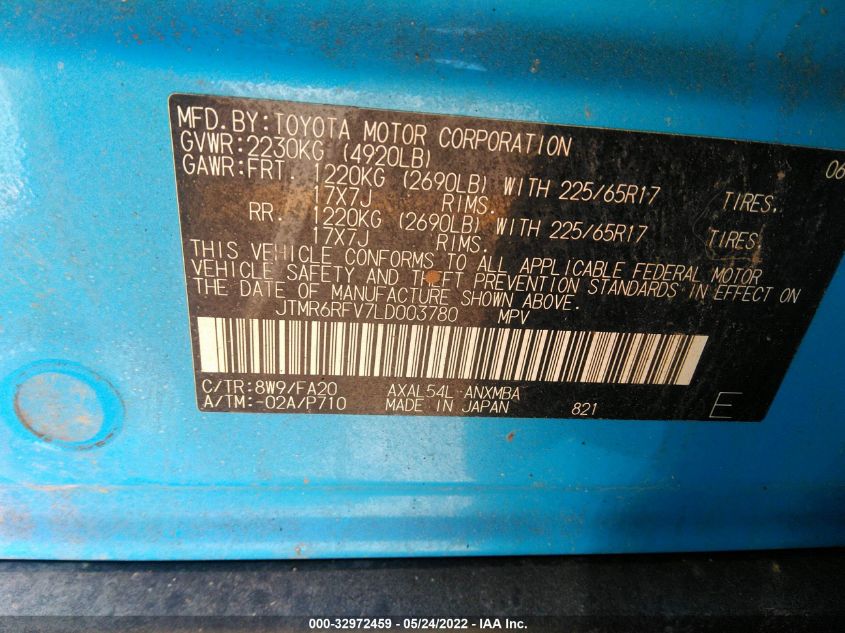 MFD.BY:TOYOTA MOTOR CORPORATION 06
GVWR:2230KG (4920LB)
GAWR:FRT. 1220KG (2690LB) WITH 225/65R17 TIRES,
17X7J RIMS.
RR. 1220KG (2690LB) WITH 225/65R17 TIRES
17X7J RIMS.
THIS VEHICLE CONFORMS TO ALL APPLICABLE FEDERAL MOTOR
VEHICLE SAFETY AND THEFT PREVENTION STANDARDS IN EFFECT ON
THE DATE OF MANUFACTURE SHOWN ABOVE.
JTMR6RFV7LD003780 MPV
C/TR:8W9/FA20 AXAL54L -ANXMBA
A/TM:-02A/P710 MADE IN JAPAN 821 E
000-32972459 - 05/24/2022 - IAA Inc.